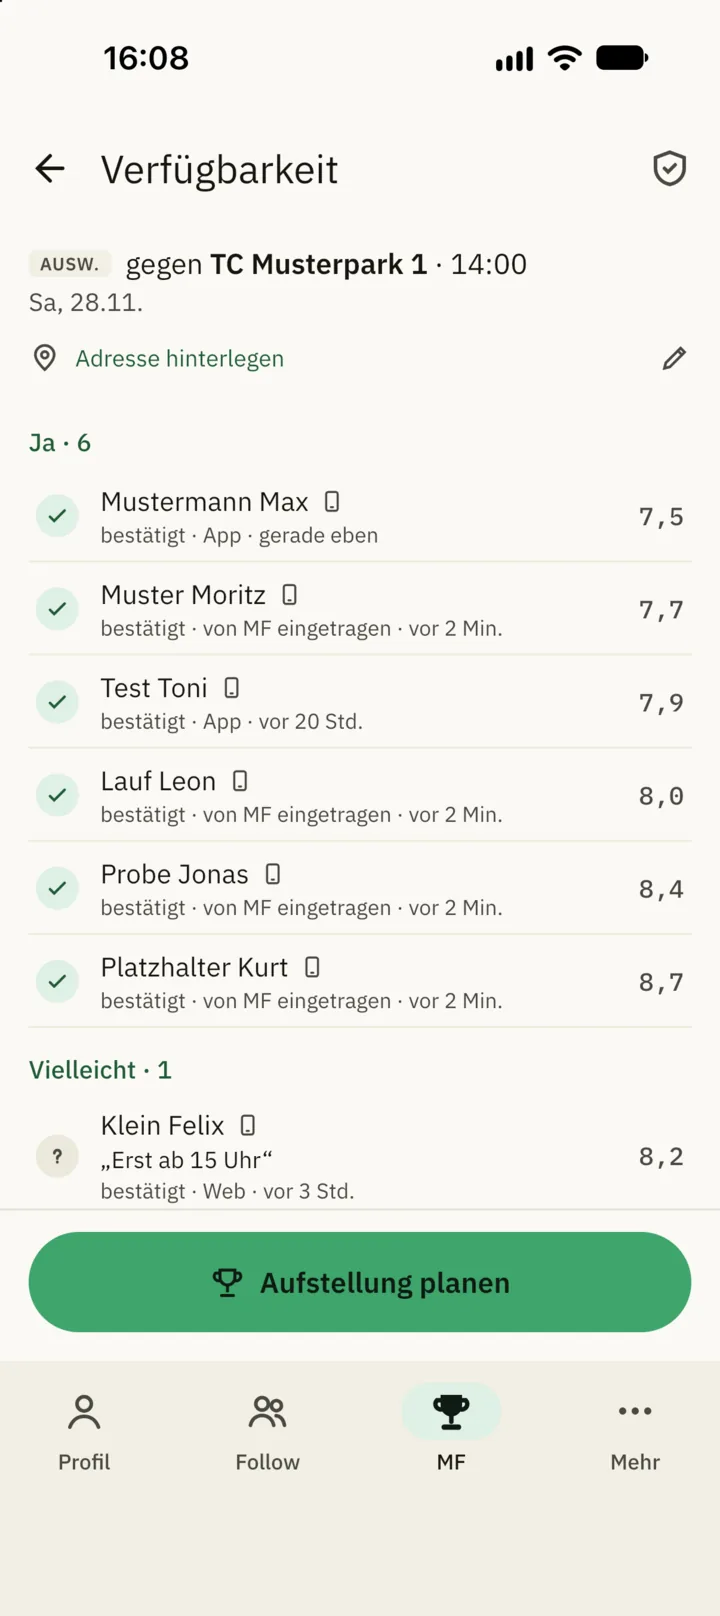 16:08
Verfügbarkeit
AUSW. gegen TC Musterpark 1 · 14:00
Sa, 28.11.
Adresse hinterlegen
Ja · 6
Mustermann Max
bestätigt · App · gerade eben
7,5
Muster Moritz
bestätigt · von MF eingetragen · vor 2 Min.
7,7
Test Toni
bestätigt · App · vor 20 Std.
7,9
Lauf Leon
bestätigt · von MF eingetragen · vor 2 Min.
8,0
Probe Jonas
bestätigt · von MF eingetragen · vor 2 Min.
8,4
Platzhalter Kurt
bestätigt · von MF eingetragen · vor 2 Min.
8,7
Vielleicht · 1
Klein Felix
„Erst ab 15 Uhr“
bestätigt · Web · vor 3 Std.
8,2
Aufstellung planen
Profil
Follow
MF
Mehr